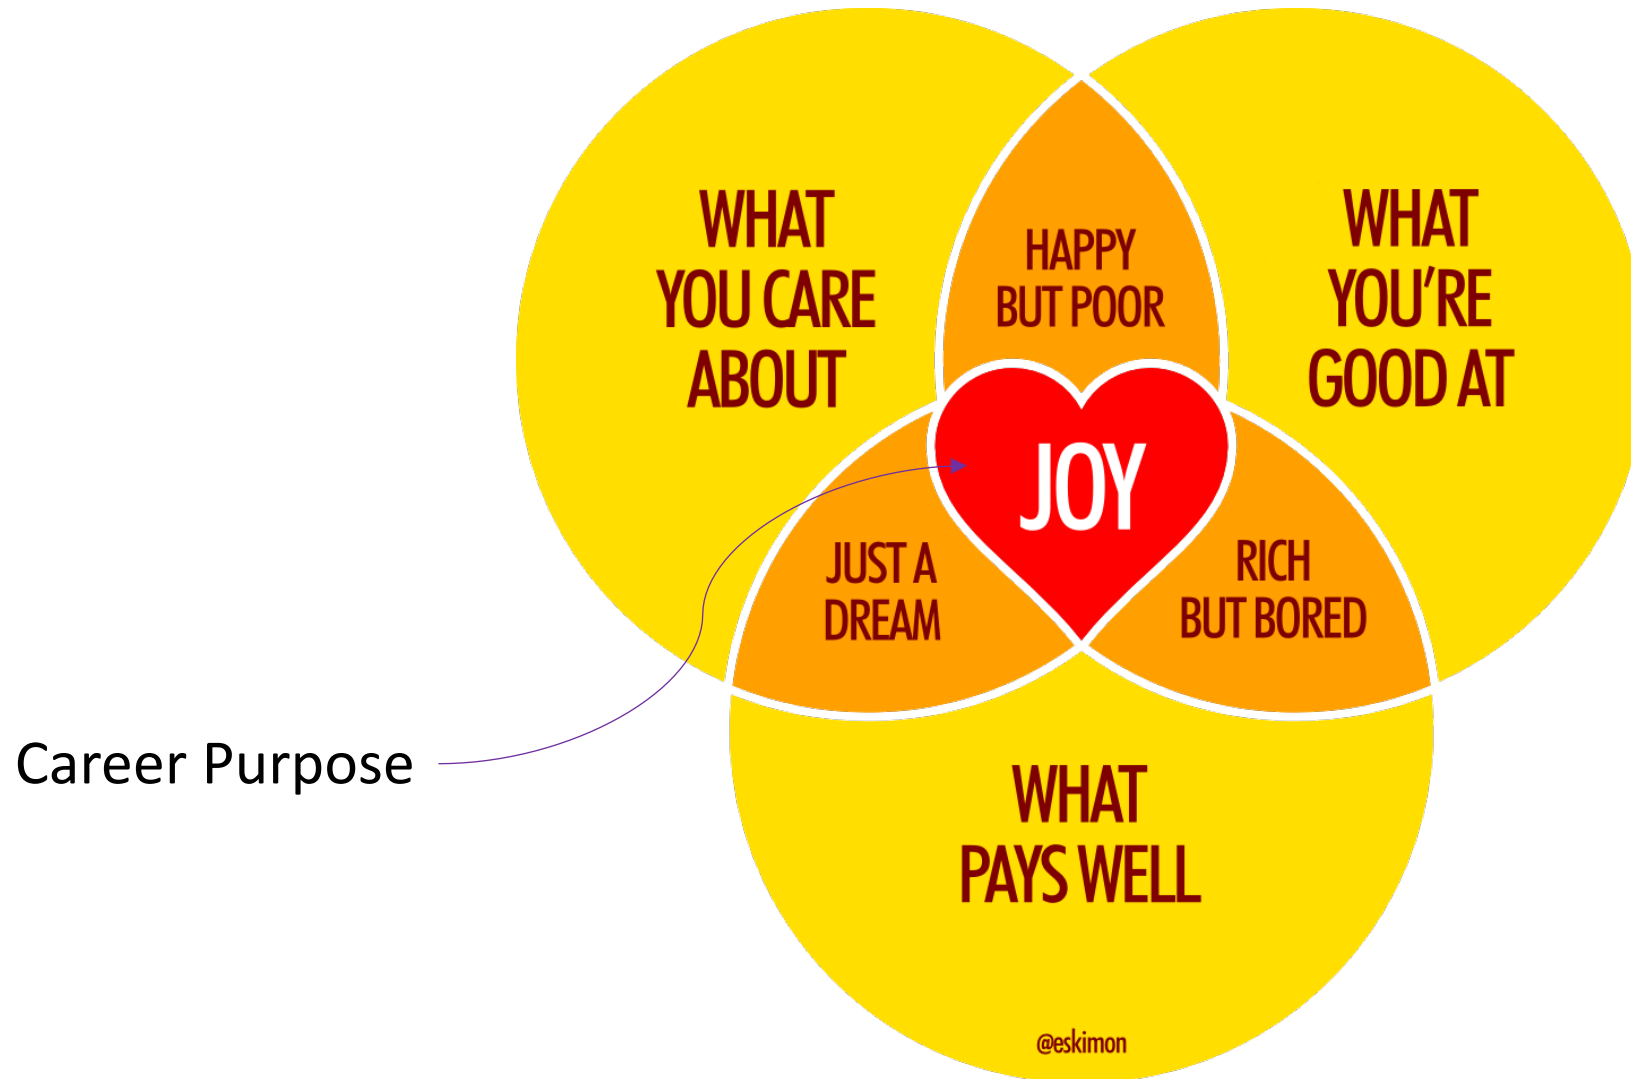 WHAT
YOU CARE
ABOUT
HAPPY
BUT POOR
WHAT
YOU'RE
GOOD AT
JOY
JUST A
DREAM
RICH
BUT BORED
Career Purpose
WHAT
PAYS WELL
@eskimon